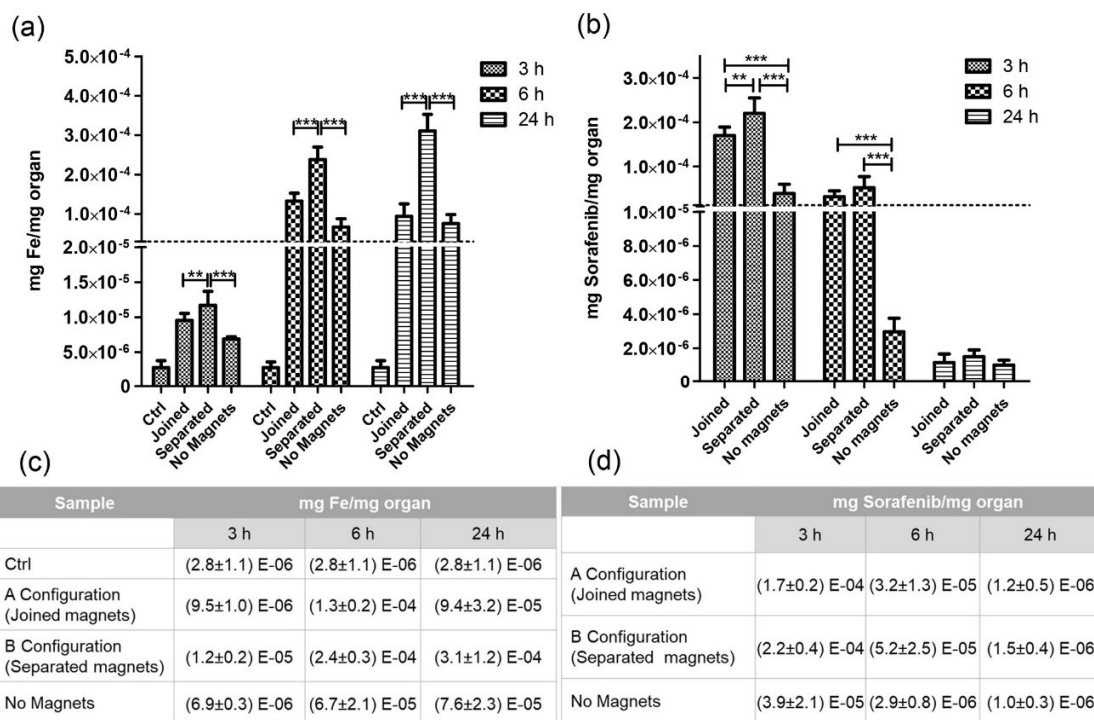 (a)
mg Fe/mg organ
5.0×10⁻⁴
4.0×10⁻⁴
3.0×10⁻⁴
2.0×10⁻⁴
1.0×10⁻⁴
2.0×10⁻⁵
1.5×10⁻⁵
1.0×10⁻⁵
5.0×10⁻⁶
0
3 h
6 h
24 h
** ***
*** ***
*** ***
Ctrl
Joined
Separated
No Magnets
Ctrl
Joined
Separated
No Magnets
Ctrl
Joined
Separated
No Magnets
(b)
mg Sorafenib/mg organ
3.0×10⁻⁴
2.0×10⁻⁴
1.0×10⁻⁴
1.0×10⁻⁵
8.0×10⁻⁶
6.0×10⁻⁶
4.0×10⁻⁶
2.0×10⁻⁶
0
3 h
6 h
24 h
***
** ***
***
***
Joined
Separated
No magnets
Joined
Separated
No magnets
Joined
Separated
No magnets
(c)
Sample mg Fe/mg organ
3 h 6 h 24 h
Ctrl (2.8±1.1) E-06 (2.8±1.1) E-06 (2.8±1.1) E-06
A Configuration
(Joined magnets) (9.5±1.0) E-06 (1.3±0.2) E-04 (9.4±3.2) E-05
B Configuration
(Separated magnets) (1.2±0.2) E-05 (2.4±0.3) E-04 (3.1±1.2) E-04
No Magnets (6.9±0.3) E-06 (6.7±2.1) E-05 (7.6±2.3) E-05
(d)
Sample mg Sorafenib/mg organ
3 h 6 h 24 h
A Configuration
(Joined magnets) (1.7±0.2) E-04 (3.2±1.3) E-05 (1.2±0.5) E-06
B Configuration
(Separated magnets) (2.2±0.4) E-04 (5.2±2.5) E-05 (1.5±0.4) E-06
No Magnets (3.9±2.1) E-05 (2.9±0.8) E-06 (1.0±0.3) E-06